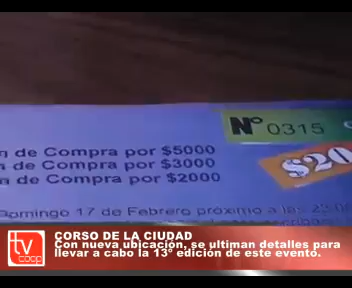 Nº 0315
de Compra por $5000
de Compra por $3000
de Compra por $2000
$20
Domingo 17 de Febrero próximo a las
CORSO DE LA CIUDAD
Con nueva ubicación, se ultiman detalles para
llevar a cabo la 13º edición de este evento.
tv
coop